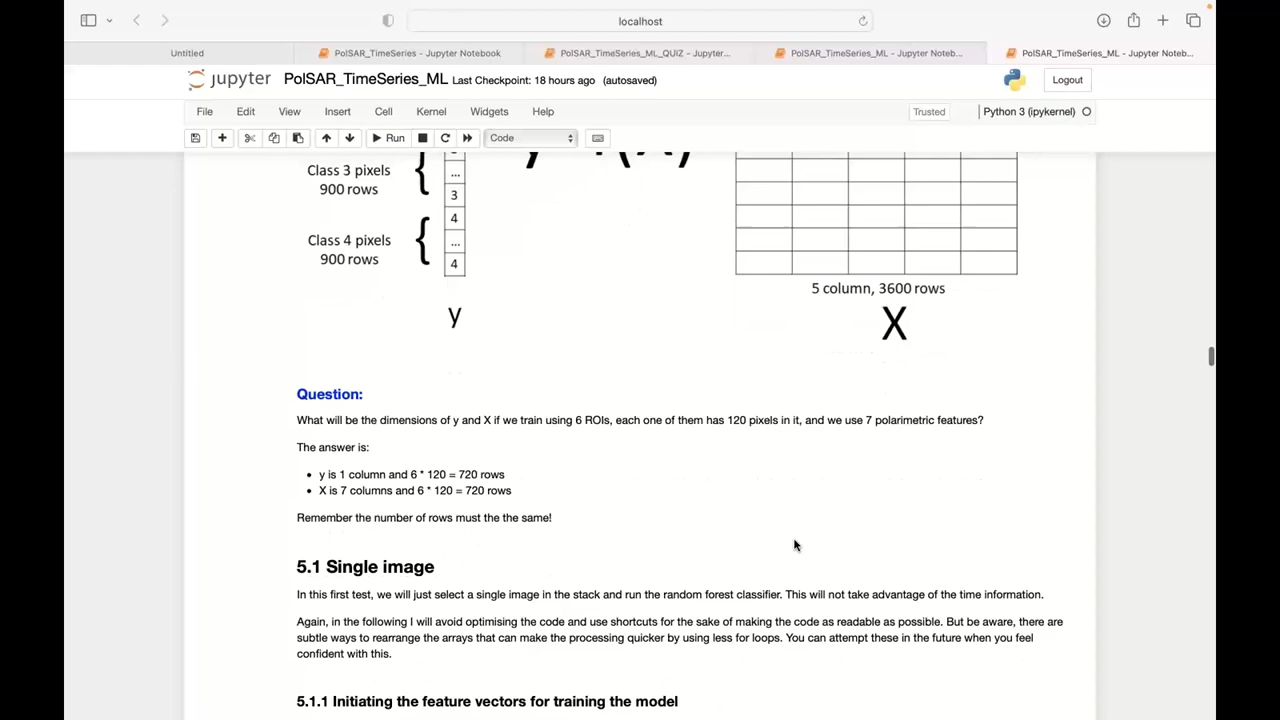 localhost
Untitled
PolSAR_TimeSeries - Jupyter Notebook
PolSAR_TimeSeries_ML_QUIZ - Jupyter...
PolSAR_TimeSeries_ML - Jupyter Noteb...
PolSAR_TimeSeries_ML - Jupyter Noteb...
jupyter PolSAR_TimeSeries_ML Last Checkpoint: 18 hours ago (autosaved)
Logout
File Edit View Insert Cell Kernel Widgets Help
Trusted
Python 3 (ipykernel)
Run
Code
Class 3 pixels
900 rows
...
3
4
Class 4 pixels
900 rows
...
4
5 column, 3600 rows
y
X
Question:
What will be the dimensions of y and X if we train using 6 ROIs, each one of them has 120 pixels in it, and we use 7 polarimetric features?
The answer is:
• y is 1 column and 6 * 120 = 720 rows
• X is 7 columns and 6 * 120 = 720 rows
Remember the number of rows must the the same!
5.1 Single image
In this first test, we will just select a single image in the stack and run the random forest classifier. This will not take advantage of the time information.
Again, in the following I will avoid optimising the code and use shortcuts for the sake of making the code as readable as possible. But be aware, there are
subtle ways to rearrange the arrays that can make the processing quicker by using less for loops. You can attempt these in the future when you feel
confident with this.
5.1.1 Initiating the feature vectors for training the model